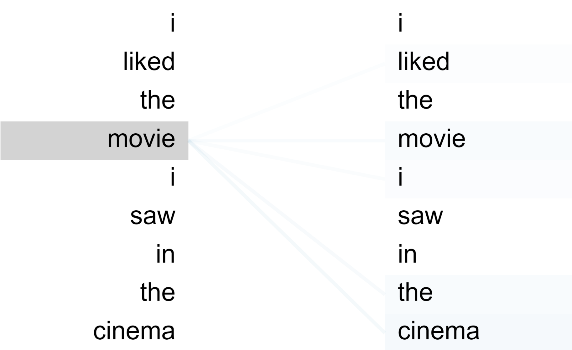 i i
liked liked
the the
movie movie
i i
saw saw
in in
the the
cinema cinema